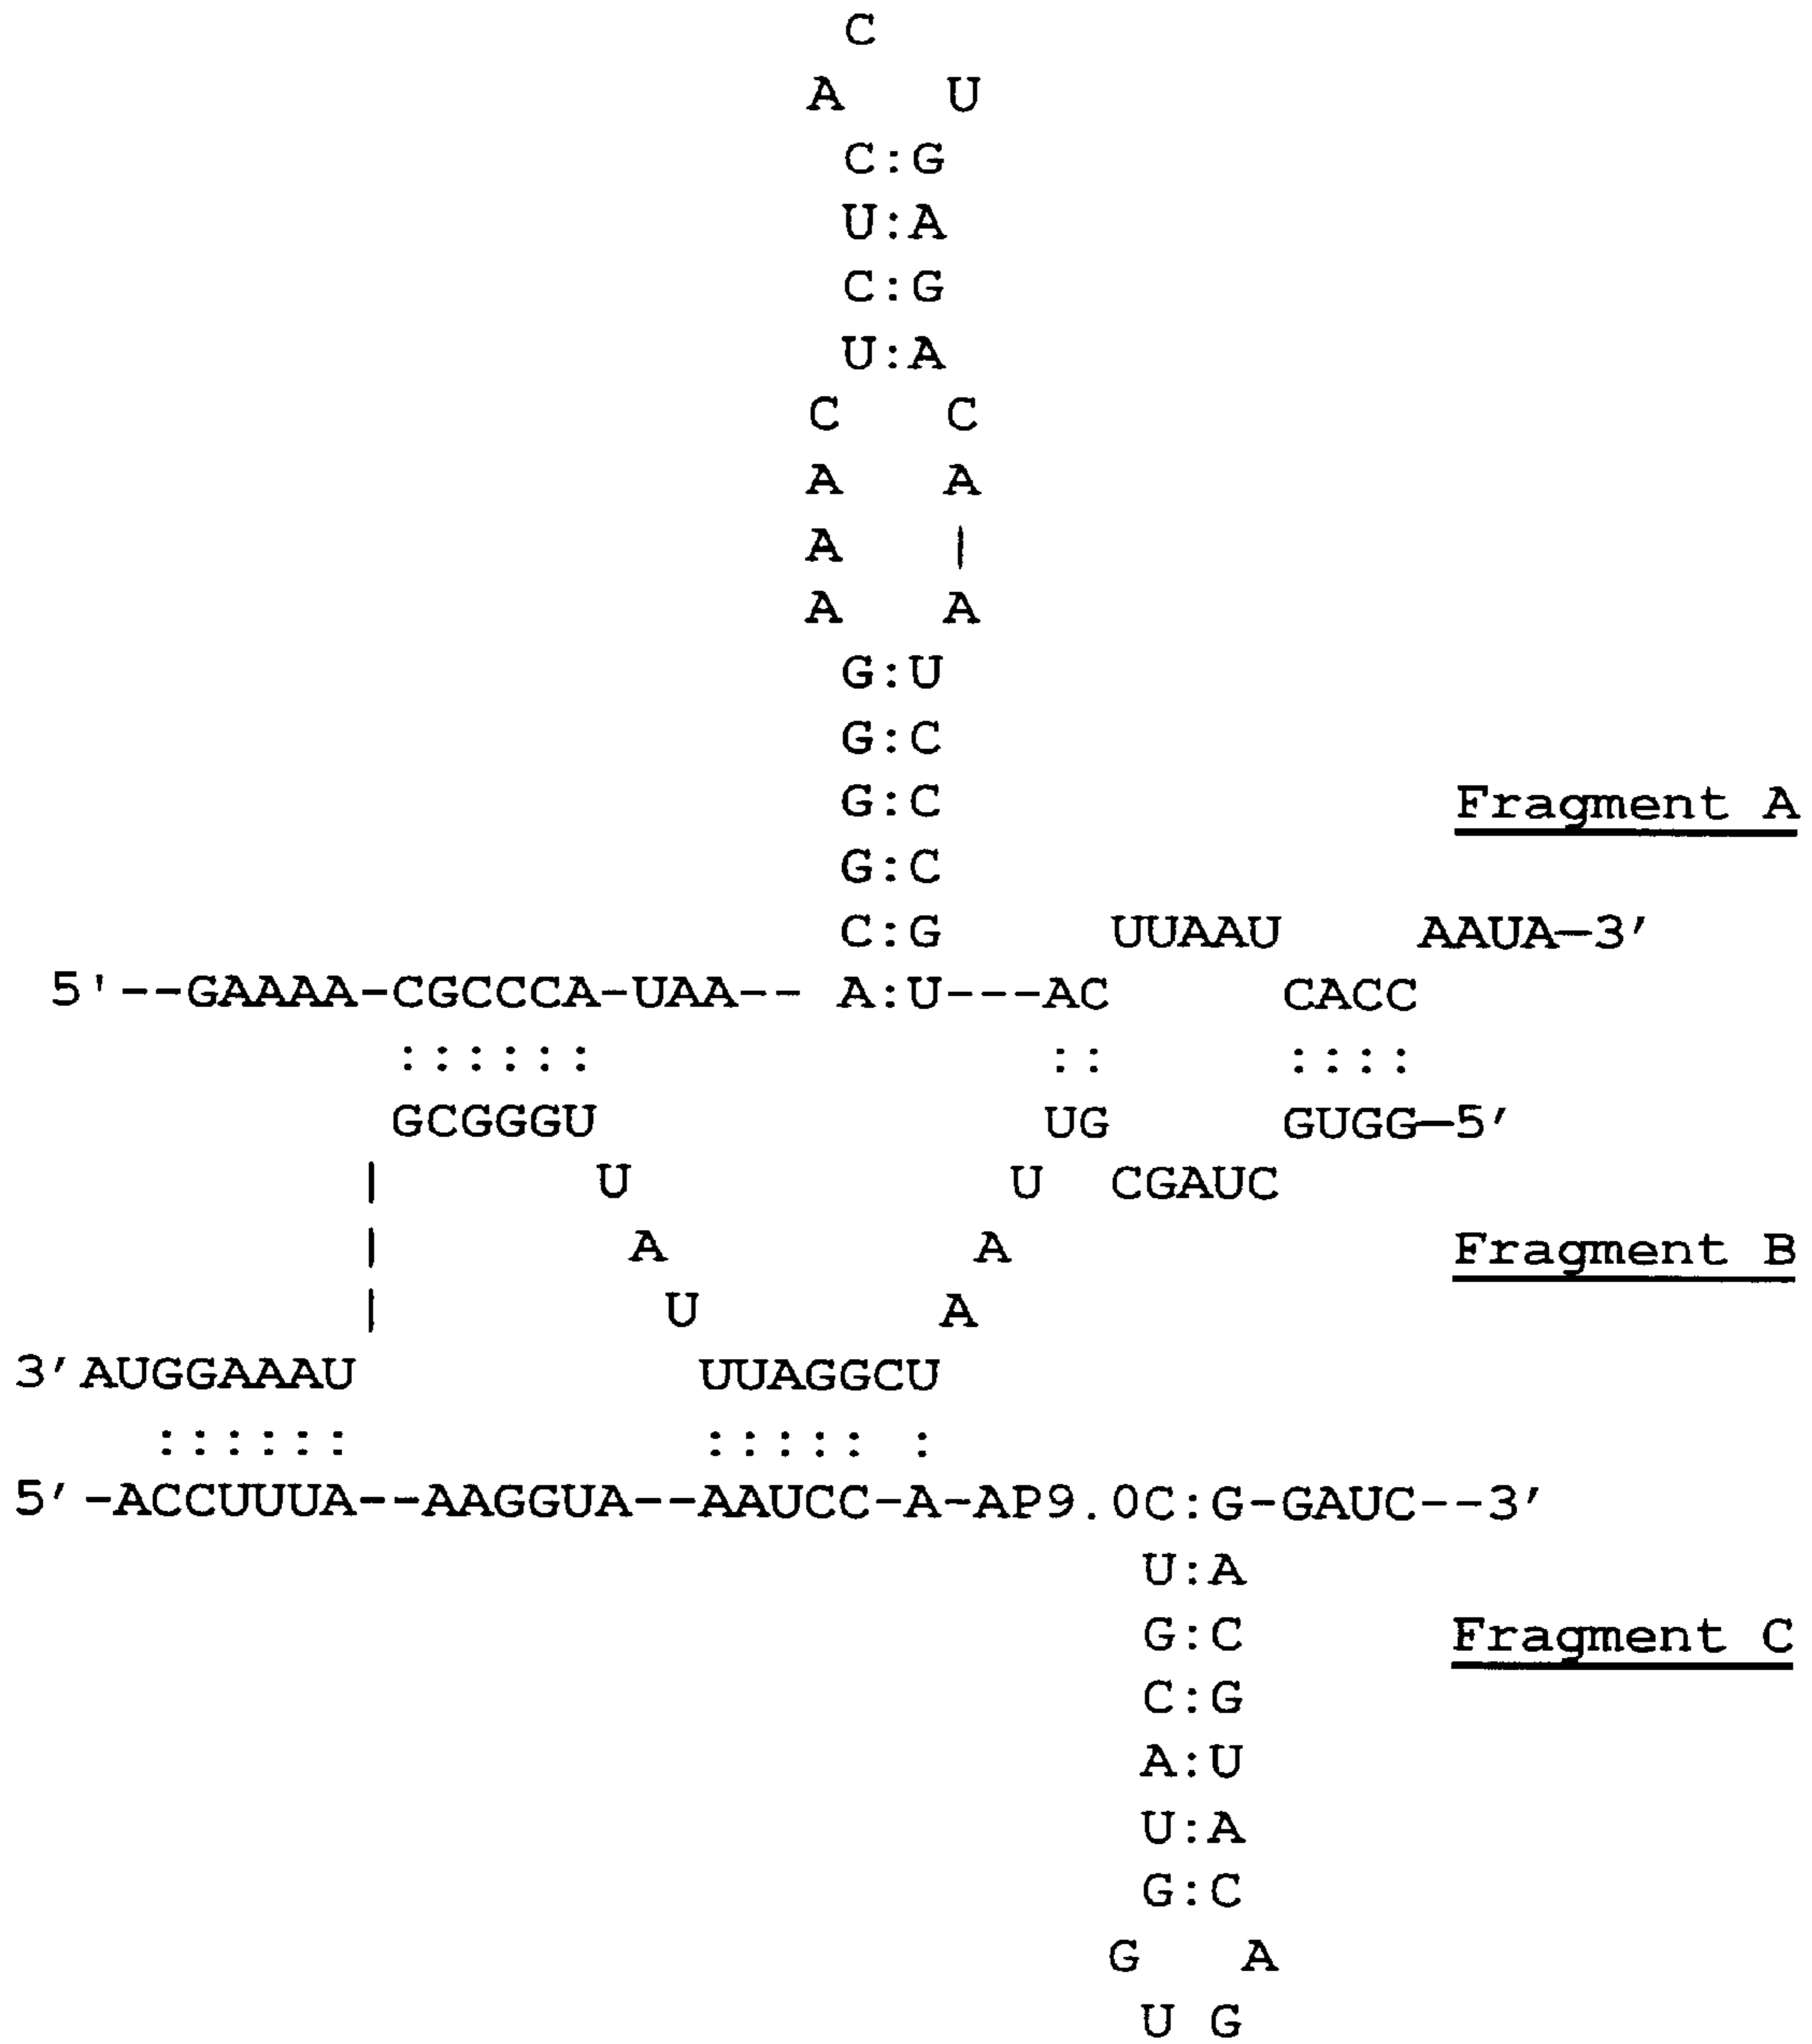 C
A U
C:G
U:A
C:G
U:A
C C
A A
A |
A A
G:U
G:C
G:C
Fragment A
G:C
C:G UUAAU AAUA—3'
5'--GAAAA-CGCCCA-UAA-- A:U---AC CACC
:::::: :: ::::
GCGGGU UG GUGG—5'
| U U CGAUC
| A A
Fragment B
| U A
3'AUGGAAAU UUAGGCU
:::::: ::::: :
5'-ACCUUUA--AAGGUA--AAUCC-A-AP9.0C:G-GAUC--3'
U:A
G:C
Fragment C
C:G
A:U
U:A
G:C
G A
U G